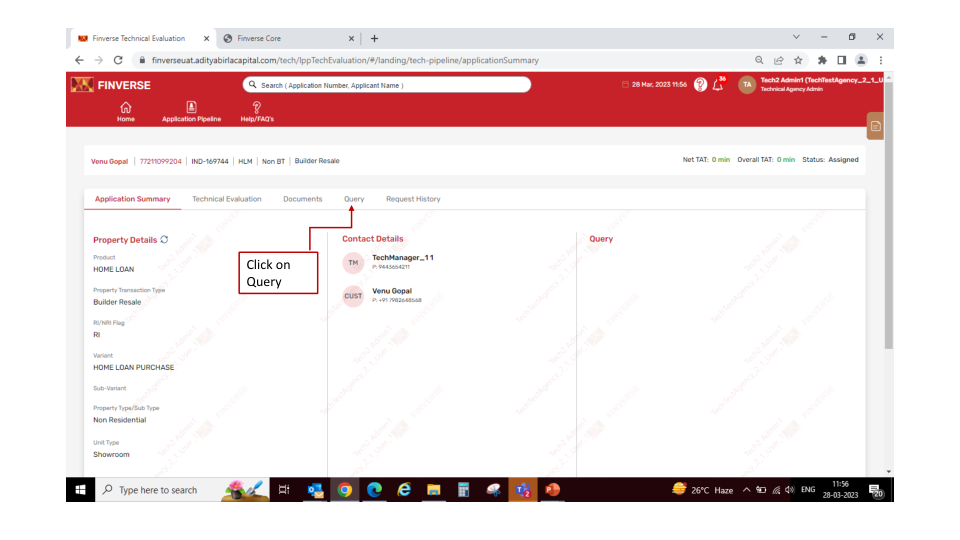 Finverse Technical Evaluation
Finverse Core
finverseuat.adityabirlacapital.com/tech/lppTechEvaluation/#/landing/tech-pipeline/applicationSummary
FINVERSE
Search ( Application Number, Applicant Name )
28 Mar, 2023 11:56
36
TA
Tech2 Admin1 (TechTestAgency_2_1_U
Technical Agency Admin
Home
Application Pipeline
Help/FAQ's
Venu Gopal | 77211099204 | IND-169744 | HLM | Non BT | Builder Resale
Net TAT: 0 min Overall TAT: 0 min Status: Assigned
Application Summary
Technical Evaluation
Documents
Query
Request History
Property Details
Product
HOME LOAN
Property Transaction Type
Builder Resale
RI/NRI Flag
RI
Variant
HOME LOAN PURCHASE
Sub-Variant
Property Type/Sub Type
Non Residential
Unit Type
Showroom
Click on
Query
Contact Details
TM
TechManager_1 1
P: 9443654211
CUST
Venu Gopal
P: +91 7982648568
Query
Type here to search
26°C Haze
ENG
11:56
28-03-2023
20